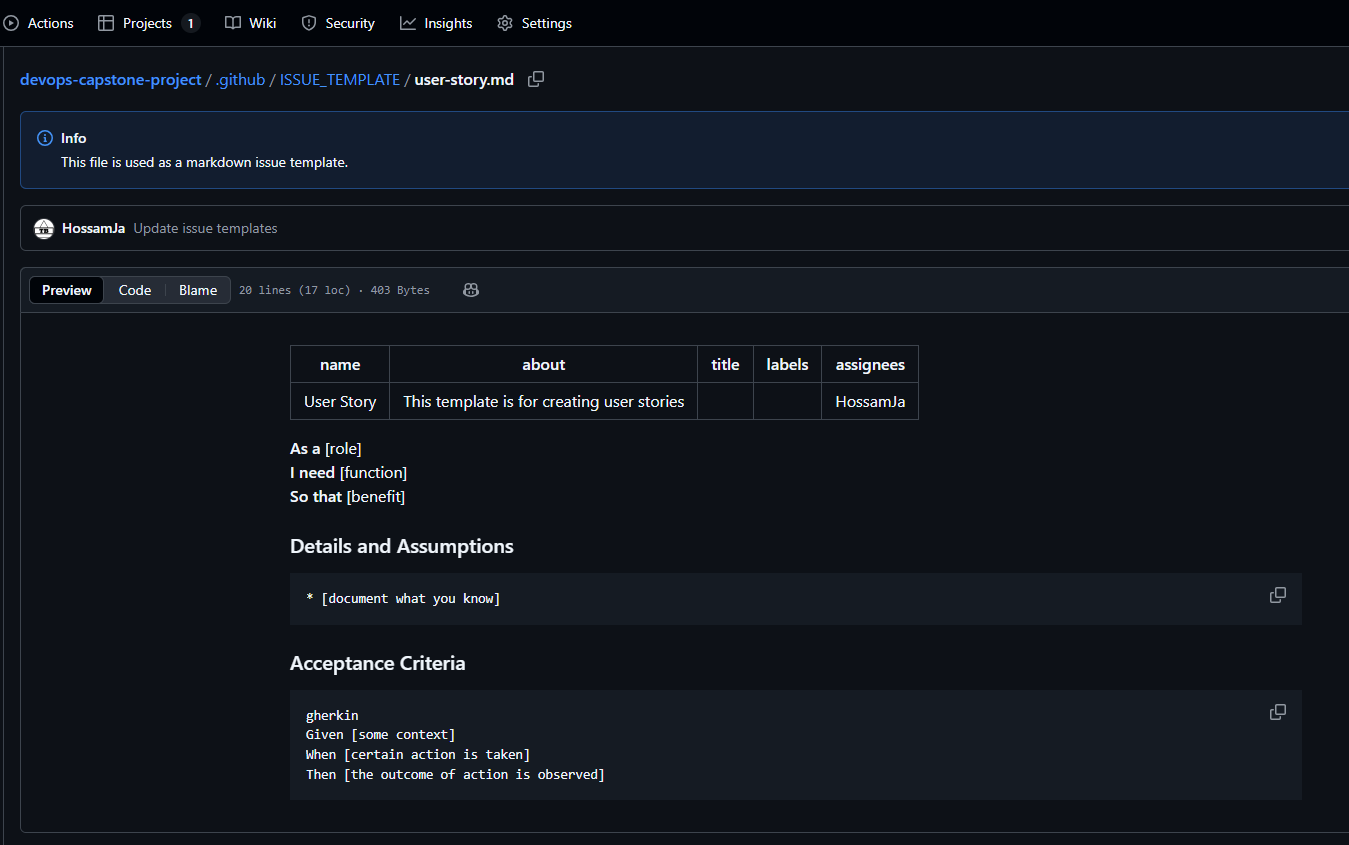 Actions Projects 1 Wiki Security Insights Settings
devops-capstone-project / .github / ISSUE_TEMPLATE / user-story.md
Info
This file is used as a markdown issue template.
HossamJa Update issue templates
Preview Code Blame 20 lines (17 loc) · 403 Bytes
name about title labels assignees
User Story This template is for creating user stories HossamJa
As a [role]
I need [function]
So that [benefit]
Details and Assumptions
* [document what you know]
Acceptance Criteria
gherkin
Given [some context]
When [certain action is taken]
Then [the outcome of action is observed]